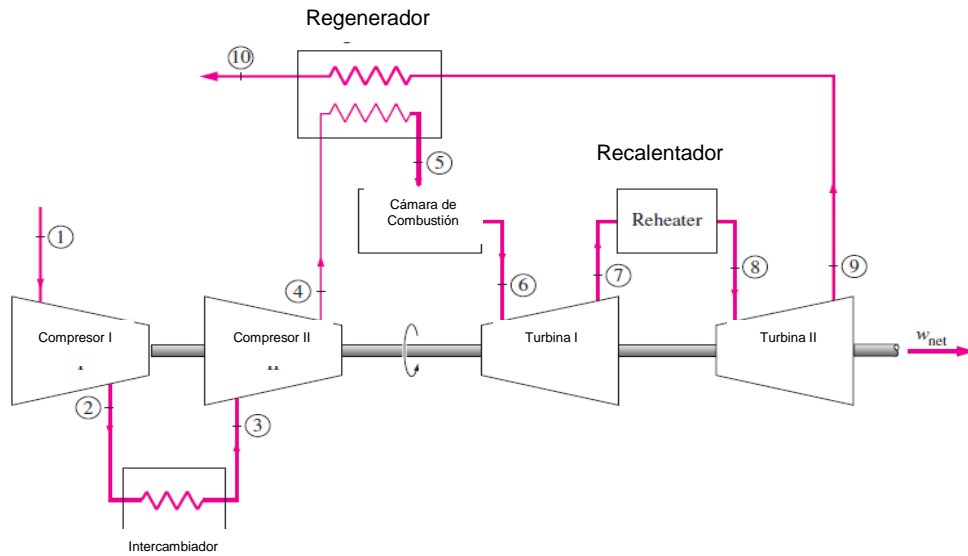 Regenerador
10
5
Recalentador
Cámara de
Combustión
Reheater
1
4
6
7
8
9
Compresor I
Compresor II
Turbina I
Turbina II
w_net
2
3
Intercambiador